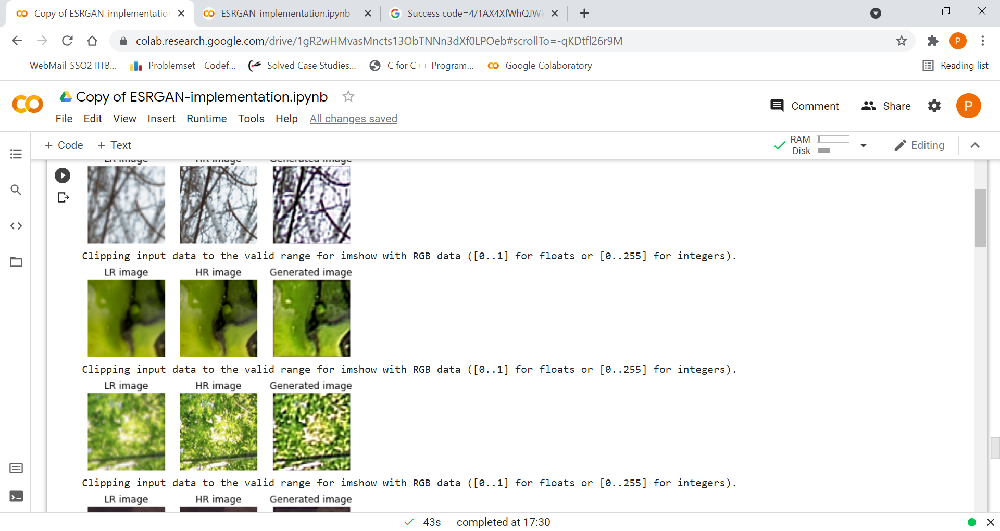 Copy of ESRGAN-implementation
ESRGAN-implementation.ipynb -
Success code=4/1AX4XfWhQJWk
colab.research.google.com/drive/1gR2wHMvasMncts13ObTNNn3dXf0LPOeb#scrollTo=-qKDtfl26r9M
P
WebMail-SSO2 IITB...
Problemset - Codef...
Solved Case Studies...
C for C++ Program...
Google Colaboratory
Reading list
Copy of ESRGAN-implementation.ipynb
Comment
Share
P
File Edit View Insert Runtime Tools Help All changes saved
+ Code + Text
RAM
Disk
Editing
LR image HR image Generated image
Clipping input data to the valid range for imshow with RGB data ([0..1] for floats or [0..255] for integers).
LR image HR image Generated image
Clipping input data to the valid range for imshow with RGB data ([0..1] for floats or [0..255] for integers).
LR image HR image Generated image
Clipping input data to the valid range for imshow with RGB data ([0..1] for floats or [0..255] for integers).
LR image HR image Generated image
43s completed at 17:30